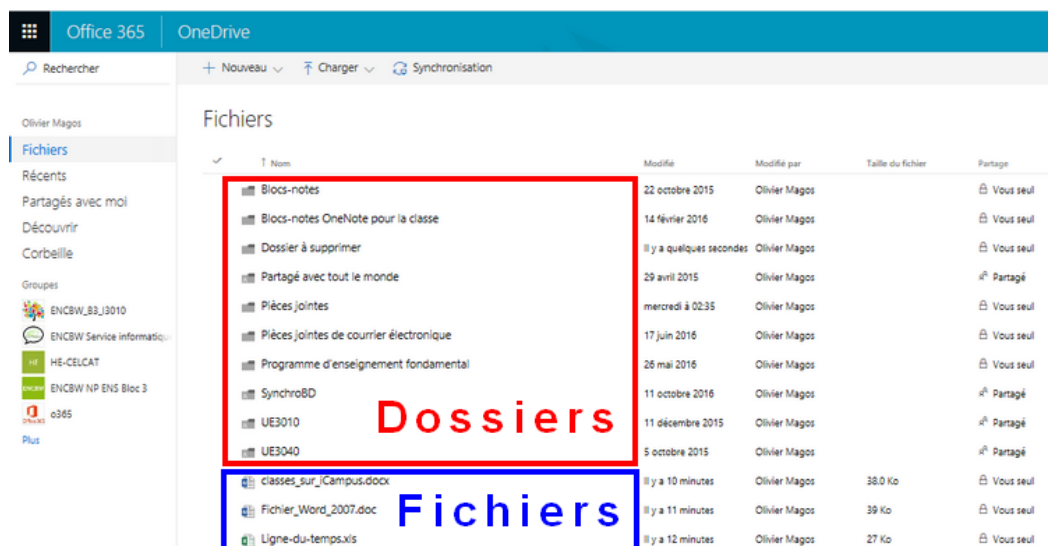 Office 365 OneDrive
Rechercher + Nouveau Charger Synchronisation
Olivier Magos
Fichiers
Récents
Partagés avec moi
Découvrir
Corbeille
Groupes
ENCBW_B3_I3010
ENCBW Service informatiqu
HE HE-CELCAT
ENCBW ENCBW NP ENS Bloc 3
o365
Plus
Fichiers
Nom Modifié Modifié par Taille du fichier Partage
Blocs-notes 22 octobre 2015 Olivier Magos Vous seul
Blocs-notes OneNote pour la classe 14 février 2016 Olivier Magos Vous seul
Dossier à supprimer Il y a quelques secondes Olivier Magos Vous seul
Partagé avec tout le monde 29 avril 2015 Olivier Magos Partagé
Pièces jointes mercredi à 02:35 Olivier Magos Vous seul
Pièces jointes de courrier électronique 17 juin 2016 Olivier Magos Vous seul
Programme d'enseignement fondamental 26 mai 2016 Olivier Magos Vous seul
SynchroBD 11 octobre 2016 Olivier Magos Partagé
UE3010 11 décembre 2015 Olivier Magos Partagé
UE3040 5 octobre 2015 Olivier Magos Partagé
Dossiers
classes_sur_iCampus.docx Il y a 10 minutes Olivier Magos 38.0 Ko Vous seul
Fichier_Word_2007.doc Il y a 11 minutes Olivier Magos 39 Ko Vous seul
Ligne-du-temps.xls Il y a 12 minutes Olivier Magos 27 Ko Vous seul
Fichiers